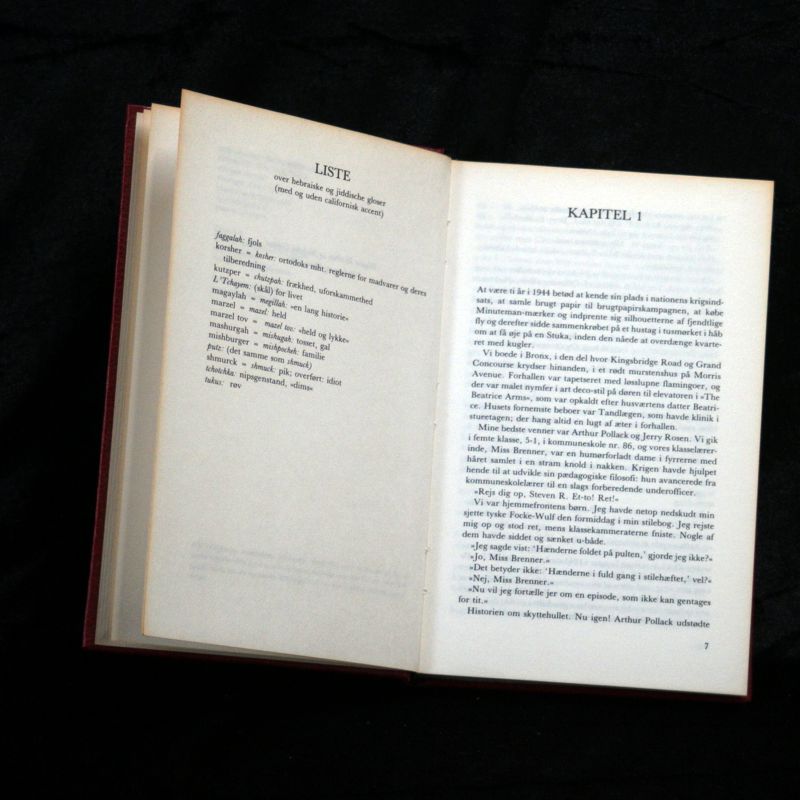 LISTE
over hebraiske og jiddische gloser
(med og uden californisk accent)
faggalah: fjols
korsher = kosher: ortodoks mht. reglerne for madvarer og deres
tilberedning
kutzper = chutzpah: frækhed, uforskammethed
L'Tchayem: (skål) for livet
magaylah = megillah: »en lang historie»
marzel = mazel: held
marzel tov = mazel tov: »held og lykke»
mashurgah = mishugah: tosset, gal
mishburger = mishpocheh: familie
putz: (det samme som shmuck)
shmurck = shmuck: pik; overført: idiot
tchotchka: nipsgenstand, »dims»
tukus: røv
KAPITEL 1
At være ti år i 1944 betød at kende sin plads i nationens krigsind-
sats, at samle brugt papir til brugtpapirskampagnen, at købe
Minuteman-mærker og indprente sig silhouetterne af fjendtlige
fly og derefter sidde sammenkrøbet på et hustag i tusmørket i håb
om at få øje på en Stuka, inden den nåede at overdænge kvarte-
ret med kugler.
Vi boede i Bronx, i den del hvor Kingsbridge Road og Grand
Concourse krydser hinanden, i et rødt murstenshus på Morris
Avenue. Forhallen var tapetseret med løsslupne flamingoer, og
der var malet nymfer i art deco-stil på døren til elevatoren i »The
Beatrice Arms«, som var opkaldt efter husværtens datter Beatri-
ce. Husets fornemste beboer var Tandlægen, som havde klinik i
stueetagen; der hang altid en lugt af æter i forhallen.
Mine bedste venner var Arthur Pollack og Jerry Rosen. Vi gik
i femte klasse, 5-1, i kommuneskole nr. 86, og vores klasselærer-
inde, Miss Brenner, var en humørforladt dame i fyrrerne med
håret samlet i en stram knold i nakken. Krigen havde hjulpet
hende til at udvikle sin pædagogiske filosofi: hun avancerede fra
kommuneskolelærer til en slags forberedende underofficer.
»Rejs dig op, Steven R. Et-to! Ret!«
Vi var hjemmefrontens børn. Jeg havde netop nedskudt min
sjette tyske Focke-Wulf den formiddag i min stilebog. Jeg rejste
mig op og stod ret, mens klassekammeraterne fniste. Nogle af
dem havde siddet og sænket u-både.
»Jeg sagde vist: 'Hænderne foldet på pulten,' gjorde jeg ikke?«
»Jo, Miss Brenner.«
»Det betyder ikke: 'Hænderne i fuld gang i stilehæftet,' vel?«
»Nej, Miss Brenner.«
»Nu vil jeg fortælle jer om en episode, som ikke kan gentages
for tit.«
Historien om skyttehullet. Nu igen! Arthur Pollack udstødte
7